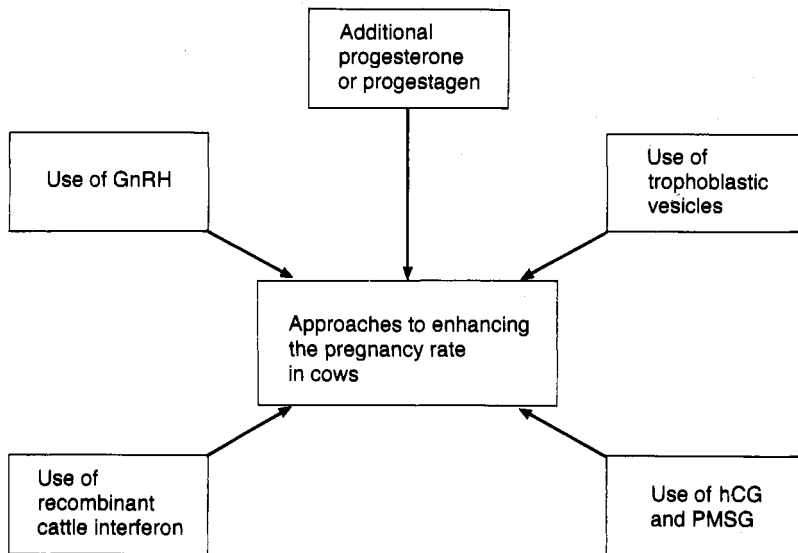 Additional
progesterone
or progestagen
Use of GnRH
Use of
trophoblastic
vesicles
Approaches to enhancing
the pregnancy rate
in cows
Use of
recombinant
cattle interferon
Use of hCG
and PMSG